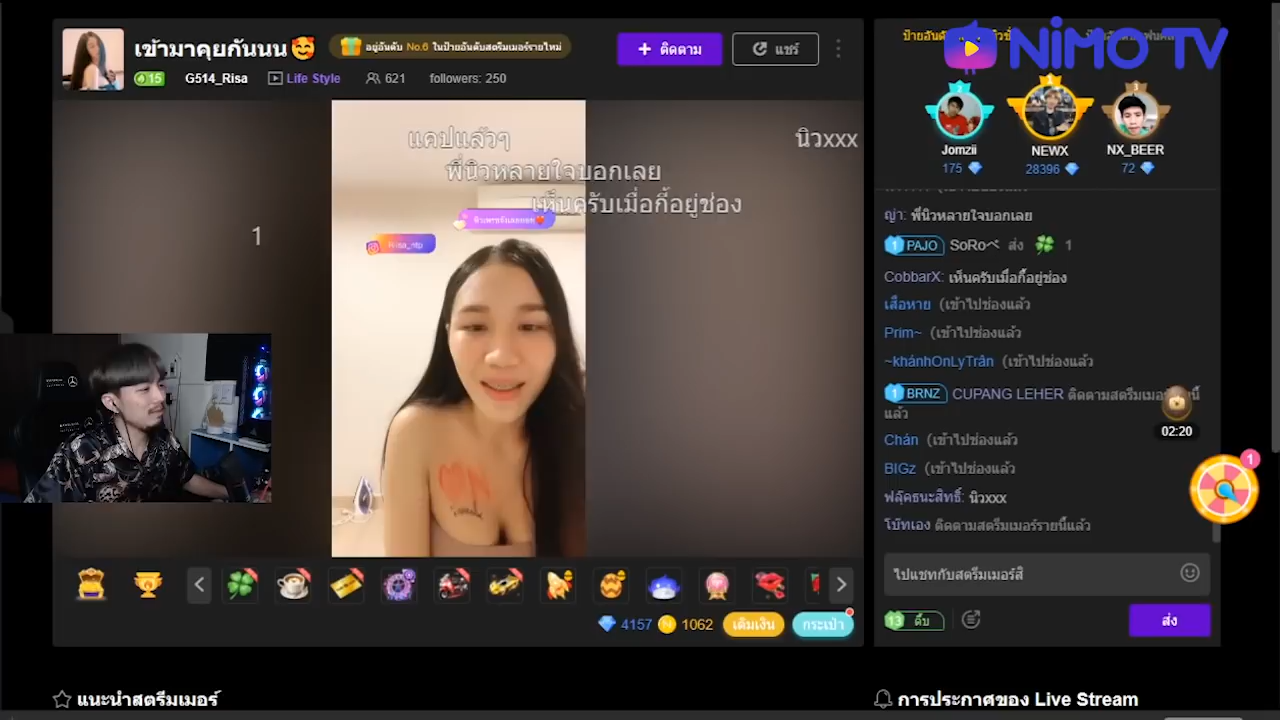 เข้ามาคุยกันนน
อยู่อันดับ No.6 ในป้ายอันดับสตรีมเมอร์รายใหม่
ติดตาม
แชร์
15 G514_Risa Life Style 621 followers: 250
NiMO TV
2
1
3
Jomzii
NEWX
NX_BEER
175
28396
72
แคปแล้วๆ
นิวxxx
พี่นิวหลายใจบอกเลย
เห็นครับเมื่อกี้อยู่ช่อง
1
ญ่า: พี่นิวหลายใจบอกเลย
1 PAJO SoRoペ ส่ง 1
CobbarX: เห็นครับเมื่อกี้อยู่ช่อง
เสือหาย (เข้าไปช่องแล้ว
Prim~ (เข้าไปช่องแล้ว
~khánhOnLyTrân (เข้าไปช่องแล้ว
1 BRNZ CUPANG LEHER
แล้ว
02:20
Chán (เข้าไปช่องแล้ว
BIGz (เข้าไปช่องแล้ว
ฟลุ๊คธนะสิทธิ์: นิวxxx
โบ๊ทเอง ติดตามสตรีมเมอร์รายนี้แล้ว
1
ไปแชทกับสตรีมเมอร์สิ
4157 1062 เติมเงิน กระเป๋า
13 ดิ๊บ
ส่ง
แนะนำสตรีมเมอร์
การประกาศของ Live Stream